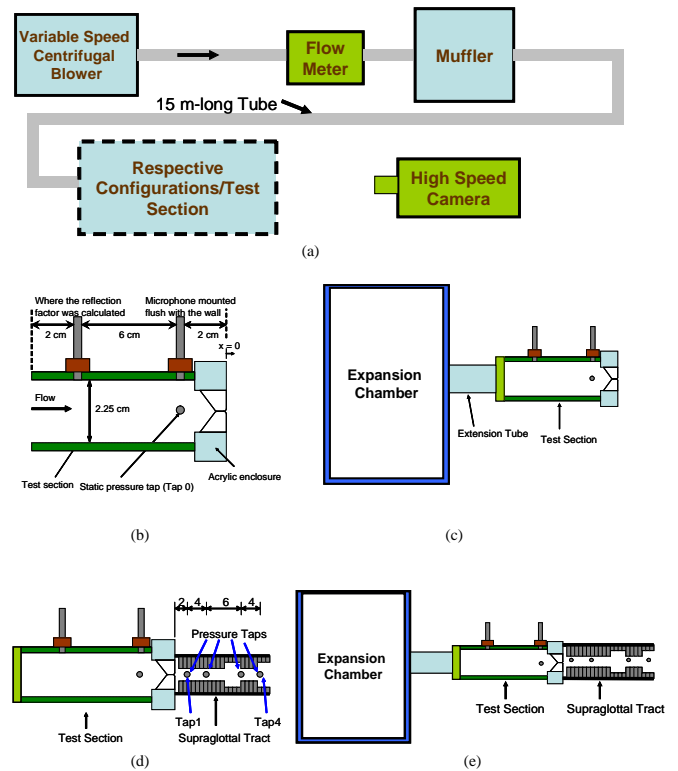 Variable Speed
Centrifugal
Blower
Flow
Meter
Muffler
15 m-long Tube
Respective
Configurations/Test
Section
High Speed
Camera
(a)
Where the reflection
factor was calculated
Microphone mounted
flush with the wall
2 cm
6 cm
2 cm
x = 0
Flow
2.25 cm
Acrylic enclosure
Test section
Static pressure tap (Tap 0)
(b)
Expansion
Chamber
Extension Tube
Test Section
(c)
2
4
6
4
Pressure Taps
Tap1
Tap4
Test Section
Supraglottal Tract
(d)
Expansion
Chamber
Test Section
Supraglottal Tract
(e)